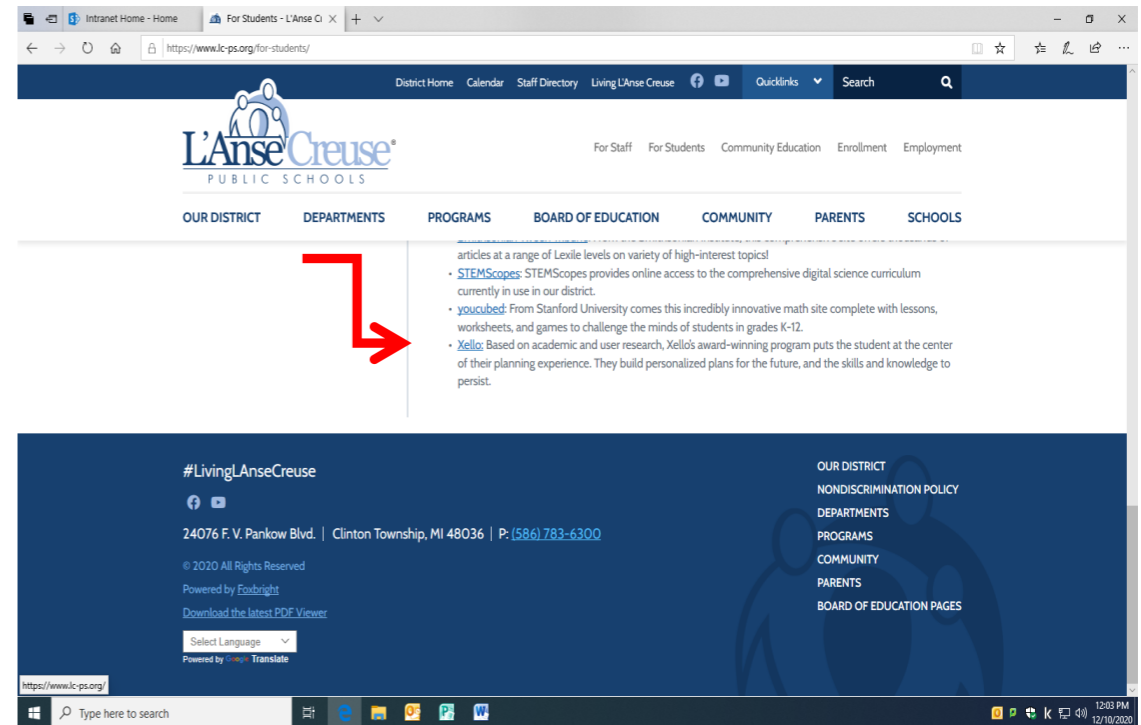 Intranet Home - Home
For Students - L'Anse Cr
https://www.lc-ps.org/for-students/
District Home Calendar Staff Directory Living L'Anse Creuse Quicklinks Search
L'Anse Creuse®
PUBLIC SCHOOLS
For Staff For Students Community Education Enrollment Employment
OUR DISTRICT DEPARTMENTS PROGRAMS BOARD OF EDUCATION COMMUNITY PARENTS SCHOOLS
articles at a range of Lexile levels on variety of high-interest topics!
• STEMScopes: STEMScopes provides online access to the comprehensive digital science curriculum
currently in use in our district.
• youcubed: From Stanford University comes this incredibly innovative math site complete with lessons,
worksheets, and games to challenge the minds of students in grades K-12.
• Xello: Based on academic and user research, Xello's award-winning program puts the student at the center
of their planning experience. They build personalized plans for the future, and the skills and knowledge to
persist.
#LivingLAnseCreuse
24076 F. V. Pankow Blvd. | Clinton Township, MI 48036 | P: (586) 783-6300
© 2020 All Rights Reserved
Powered by Foxbright
Download the latest PDF Viewer
Select Language
Powered by Google Translate
OUR DISTRICT
NONDISCRIMINATION POLICY
DEPARTMENTS
PROGRAMS
COMMUNITY
PARENTS
BOARD OF EDUCATION PAGES
https://www.lc-ps.org/
Type here to search
12:03 PM
12/10/2020